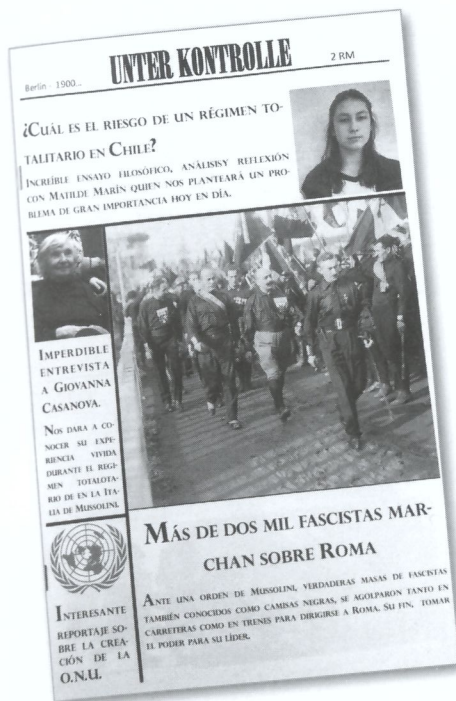 Berlin - 1900...
UNTER KONTROLLE
2 RM
¿CUÁL ES EL RIESGO DE UN RÉGIMEN TO-
TALITARIO EN CHILE?
INCREÍBLE ENSAYO FILOSÓFICO, ANÁLISISY REFLEXIÓN
CON MATILDE MARÍN QUIEN NOS PLANTEARÁ UN PRO-
BLEMA DE GRAN IMPORTANCIA HOY EN DÍA.
IMPERDIBLE
ENTREVISTA
A GIOVANNA
CASANOVA.
NOS DARA A CO-
NOCER SU EXPE-
RIENCIA VIVIDA
DURANTE EL REGI-
MEN TOTALOTA-
RIO DE EN LA ITA-
LIA DE MUSSOLINI.
INTERESANTE
REPORTAJE SO-
BRE LA CREA-
CIÓN DE LA
O.N.U.
MÁS DE DOS MIL FASCISTAS MAR-
CHAN SOBRE ROMA
ANTE UNA ORDEN DE MUSSOLINI, VERDADERAS MASAS DE FASCISTAS
TAMBIÉN CONOCIDOS COMO CAMISAS NEGRAS, SE AGOLPARON TANTO EN
CARRETERAS COMO EN TRENES PARA DIRIGIRSE A ROMA. SU FIN, TOMAR
EL PODER PARA SU LÍDER.